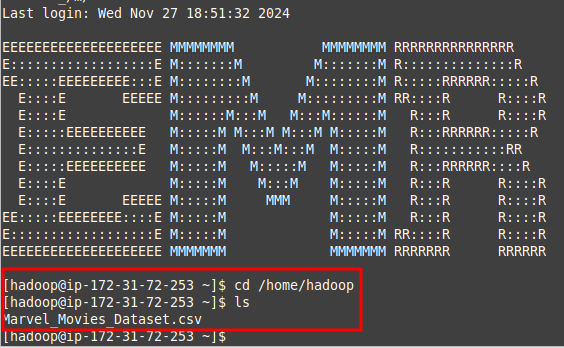 Last login: Wed Nov 27 18:51:32 2024
EEEEEEEEEEEEEEEEEEEE MMMMMMMM           MMMMMMMM RRRRRRRRRRRRRRR
E::::::::::::::::::E M:::::::M         M:::::::M R::::::::::::::R
EE:::::EEEEEEEEE:::E M::::::::M       M::::::::M R:::::RRRRRR:::::R
  E::::E       EEEEE M:::::::::M     M:::::::::M RR::::R      R::::R
  E::::E             M::::::M:::M   M:::M::::::M   R:::R      R::::R
  E:::::EEEEEEEEEE   M:::::M M:::M M:::M M:::::M   R:::RRRRRR:::::R
  E::::::::::::::E   M:::::M  M:::M:::M  M:::::M   R:::::::::::RR
  E:::::EEEEEEEEEE   M:::::M   M:::::M   M:::::M   R:::RRRRRR::::R
  E::::E             M:::::M    M:::M    M:::::M   R:::R      R::::R
  E::::E       EEEEE M:::::M     MMM     M:::::M   R:::R      R::::R
EE:::::EEEEEEEE::::E M:::::M             M:::::M   R:::R      R::::R
E::::::::::::::::::E M:::::M             M:::::M RR::::R      R::::R
EEEEEEEEEEEEEEEEEEEE MMMMMMM             MMMMMMM RRRRRRR      RRRRRR
[hadoop@ip-172-31-72-253 ~]$ cd /home/hadoop
[hadoop@ip-172-31-72-253 ~]$ ls
Marvel_Movies_Dataset.csv
[hadoop@ip-172-31-72-253 ~]$